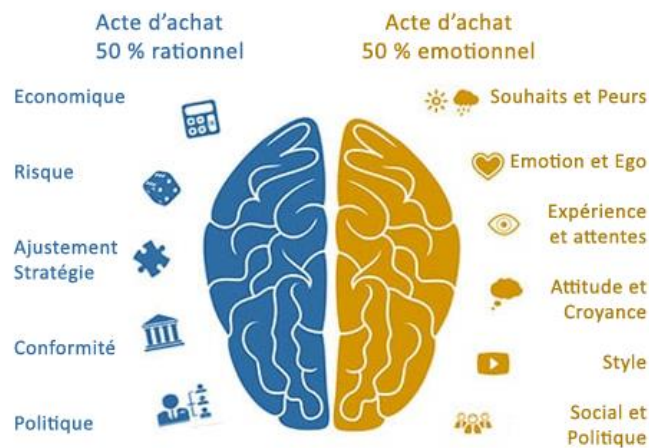 Acte d'achat
50 % rationnel
Acte d'achat
50 % emotionnel
Economique
Risque
Ajustement
Stratégie
Conformité
Politique
Souhaits et Peurs
Emotion et Ego
Expérience
et attentes
Attitude et
Croyance
Style
Social et
Politique